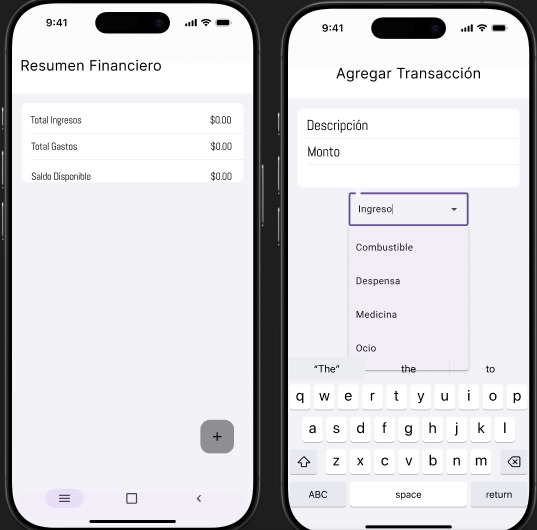 9:41
Resumen Financiero
Total Ingresos $0.00
Total Gastos $0.00
Saldo Disponible $0.00
+
9:41
Agregar Transacción
Descripción
Monto
Ingreso
Combustible
Despensa
Medicina
Ocio
“The” the to
q w e r t y u i o p
a s d f g h j k l
z x c v b n m
ABC space return